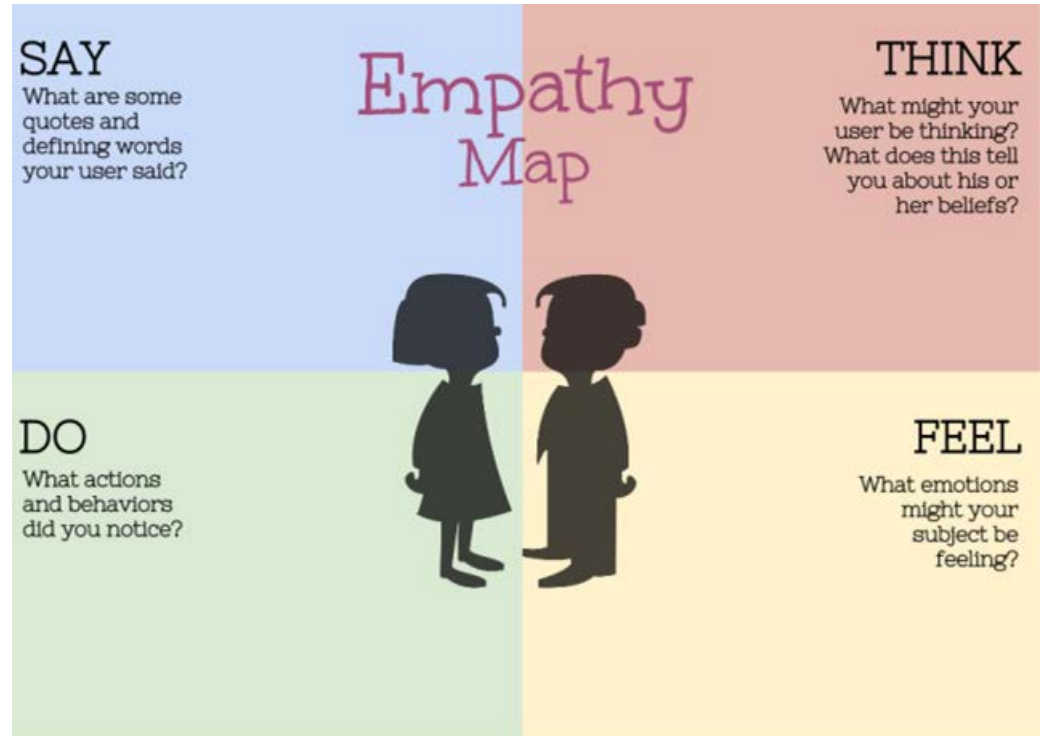 Empathy
Map
SAY
What are some
quotes and
defining words
your user said?
THINK
What might your
user be thinking?
What does this tell
you about his or
her beliefs?
DO
What actions
and behaviors
did you notice?
FEEL
What emotions
might your
subject be
feeling?